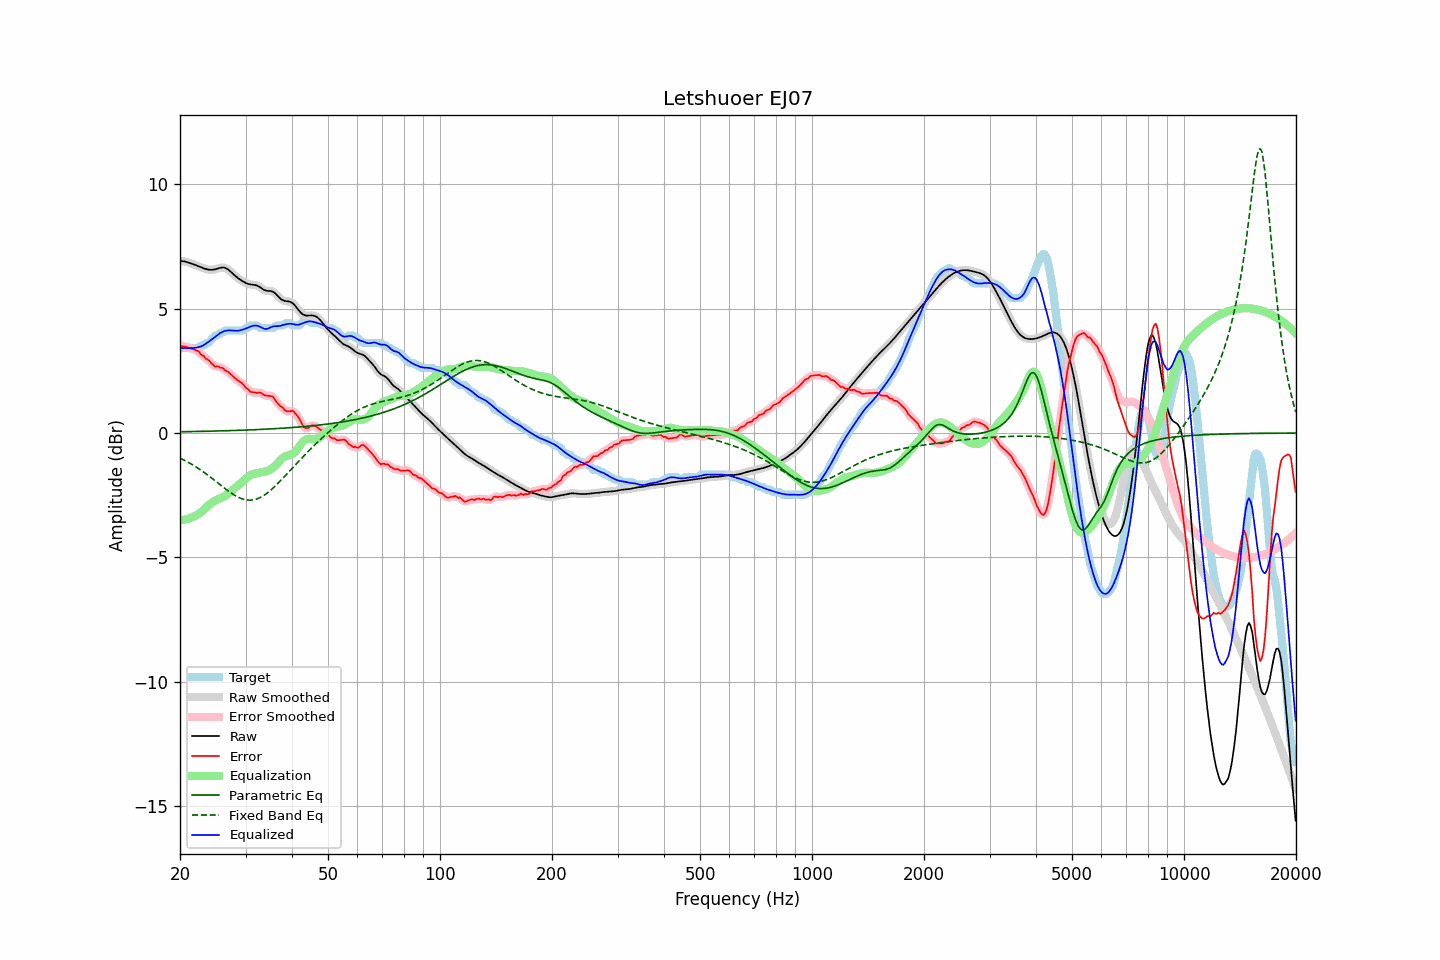 Letshuoer EJ07
Amplitude (dBr)
10
5
0
−5
−10
−15
Target
Raw Smoothed
Error Smoothed
Raw
Error
Equalization
Parametric Eq
Fixed Band Eq
Equalized
20 50 100 200 500 1000 2000 5000 10000 20000
Frequency (Hz)